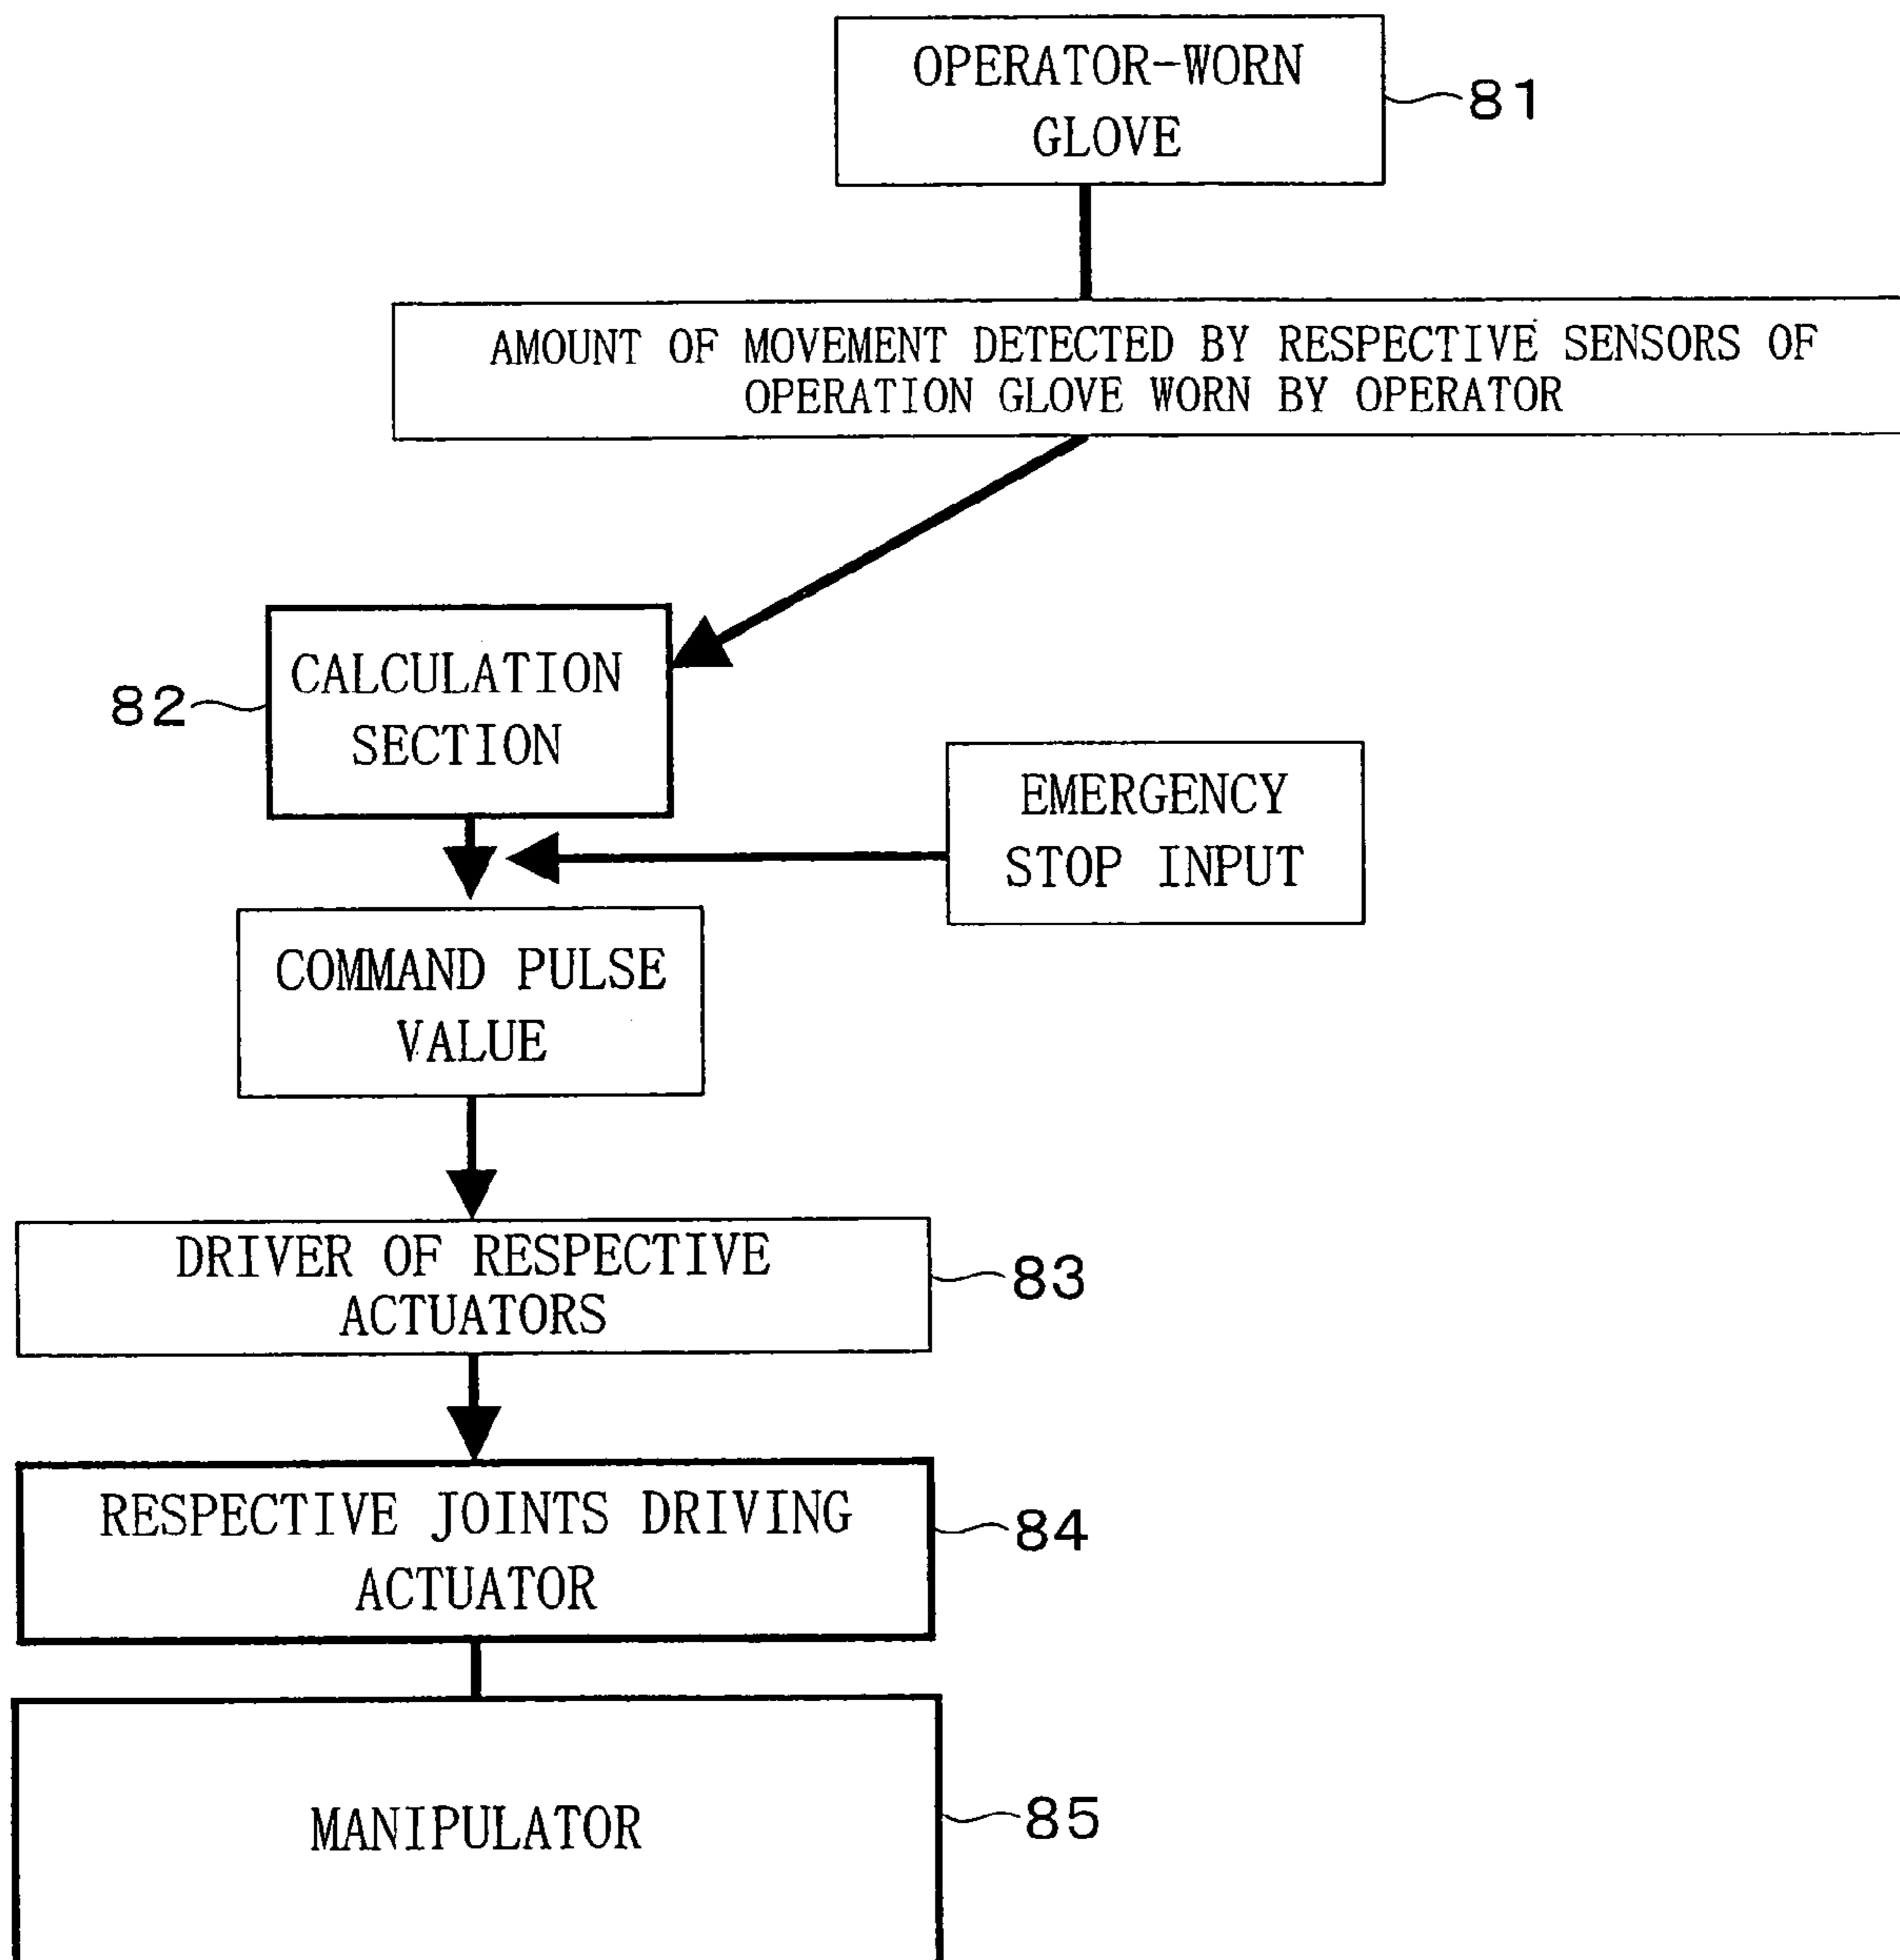 OPERATOR-WORN
GLOVE
81
AMOUNT OF MOVEMENT DETECTED BY RESPECTIVE SENSORS OF
OPERATION GLOVE WORN BY OPERATOR
CALCULATION
SECTION
82
EMERGENCY
STOP INPUT
COMMAND PULSE
VALUE
DRIVER OF RESPECTIVE
ACTUATORS
83
RESPECTIVE JOINTS DRIVING
ACTUATOR
84
MANIPULATOR
85